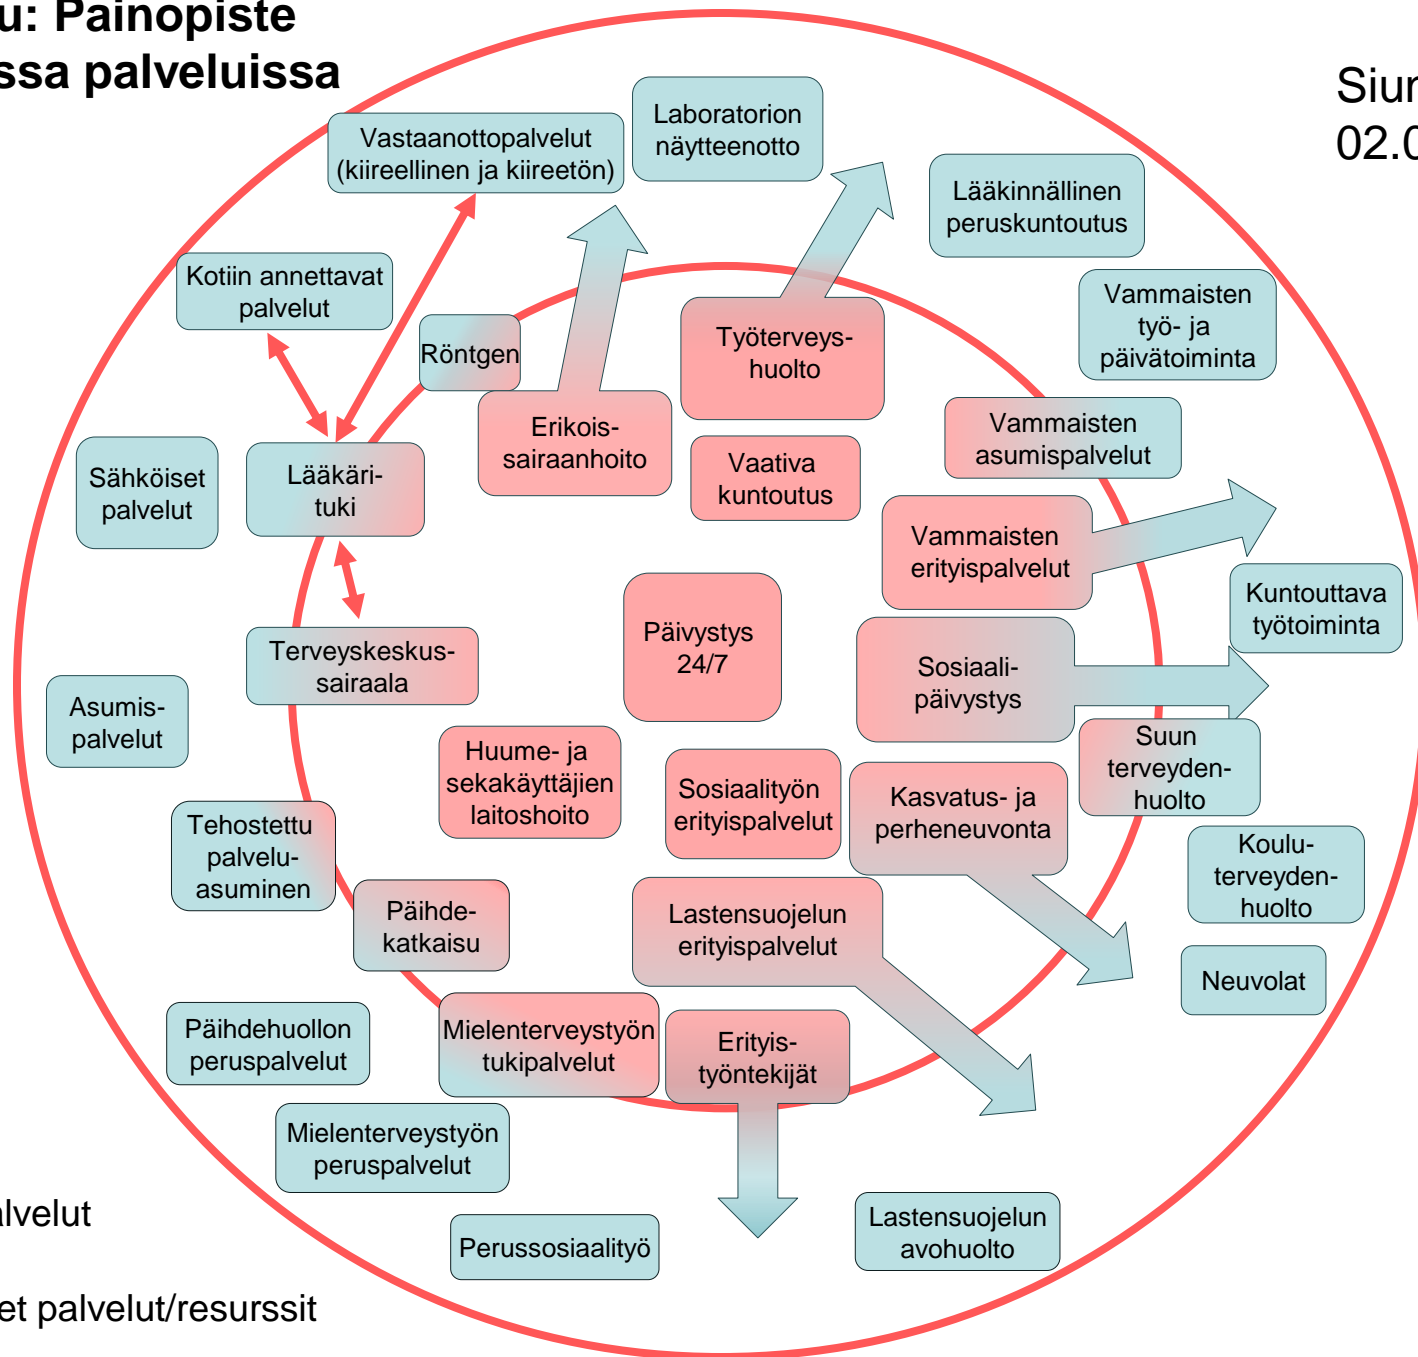 u: Painopiste
ssa palveluissa
Siun
02.0
Laboratorion
näytteenotto
Vastaanottopalvelut
(kiireellinen ja kiireetön)
Lääkinnällinen
peruskuntoutus
Kotiin annettavat
palvelut
Vammaisten
työ- ja
päivätoiminta
Röntgen
Työterveys-
huolto
Erikois-
sairaanhoito
Vammaisten
asumispalvelut
Vaativa
kuntoutus
Sähköiset
palvelut
Lääkäri-
tuki
Vammaisten
erityispalvelut
Kuntouttava
työtoiminta
Päivystys
24/7
Terveyskeskus-
sairaala
Sosiaali-
päivystys
Asumis-
palvelut
Suun
terveyden-
huolto
Huume- ja
sekakäyttäjien
laitoshoito
Sosiaalityön
erityispalvelut
Kasvatus- ja
perheneuvonta
Tehostettu
palvelu-
asuminen
Koulu-
terveyden-
huolto
Päihde-
katkaisu
Lastensuojelun
erityispalvelut
Neuvolat
Päihdehuollon
peruspalvelut
Mielenterveystyön
tukipalvelut
Erityis-
työntekijät
Mielenterveystyön
peruspalvelut
alvelut
Perussosiaalityö
Lastensuojelun
avohuolto
et palvelut/resurssit